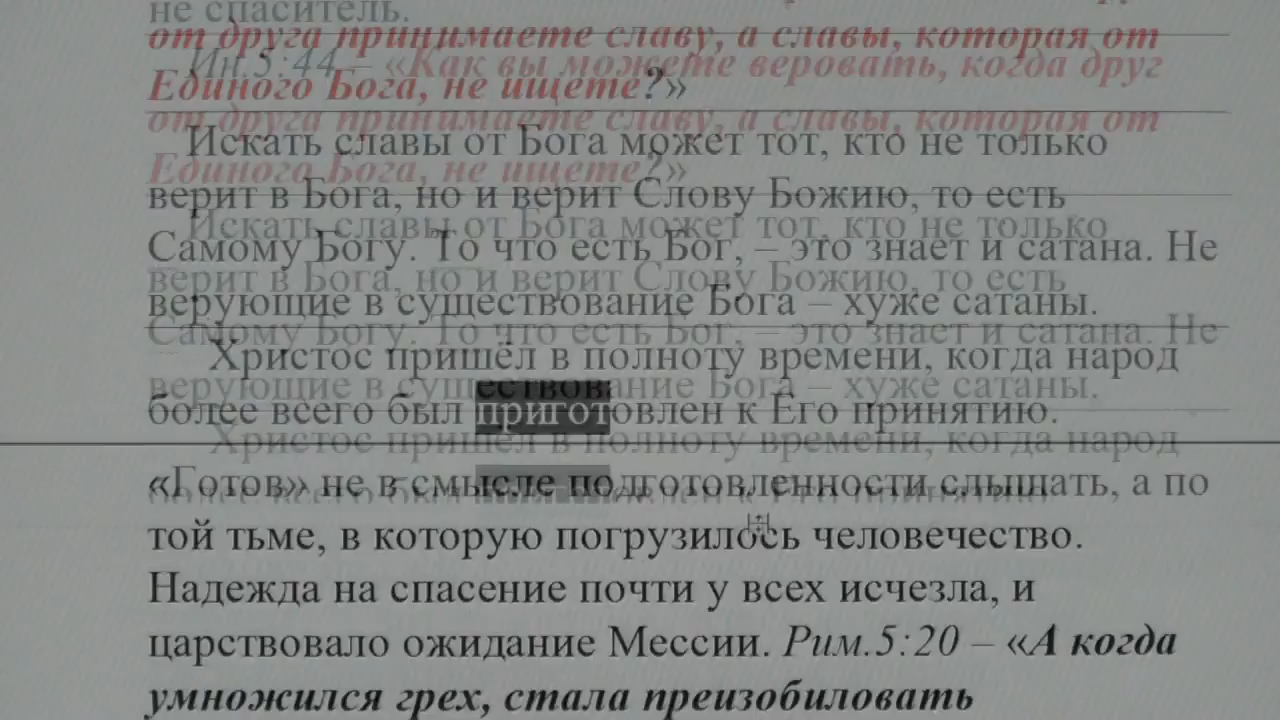 не спаситель.
Ин.5:44 – «Как вы можете веровать, когда друг
от друга принимаете славу, а славы, которая от
Единого Бога, не ищете?»
Искать славы от Бога может тот, кто не только
верит в Бога, но и верит Слову Божию, то есть
Самому Богу. То что есть Бог, – это знает и сатана. Не
верующие в существование Бога – хуже сатаны.
Христос пришёл в полноту времени, когда народ
более всего был приготовлен к Его принятию.
«Готов» не в смысле подготовленности слышать, а по
той тьме, в которую погрузилось человечество.
Надежда на спасение почти у всех исчезла, и
царствовало ожидание Мессии. Рим.5:20 – «А когда
умножился грех, стала преизобиловать